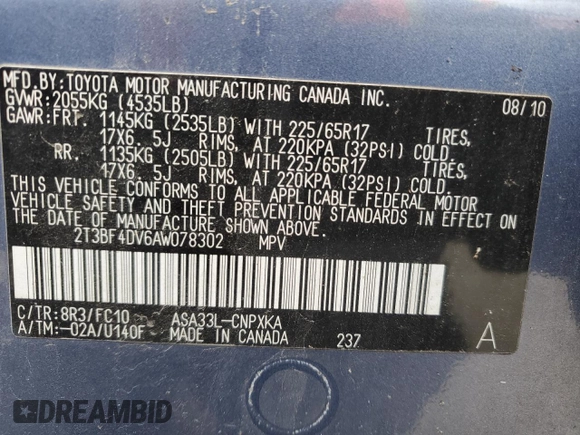 MFD.BY:TOYOTA MOTOR MANUFACTURING CANADA INC.
GVWR:2055KG (4535LB) 08/10
GAWR:FRT. 1145KG (2535LB) WITH 225/65R17 TIRES,
17X6. 5J RIMS, AT 220KPA (32PSI) COLD
RR. 1135KG (2505LB) WITH 225/65R17 TIRES,
17X6. 5J RIMS, AT 220KPA (32PSI) COLD.
THIS VEHICLE CONFORMS TO ALL APPLICABLE FEDERAL MOTOR
VEHICLE SAFETY AND THEFT PREVENTION STANDARDS IN EFFECT ON
THE DATE OF MANUFACTURE SHOWN ABOVE.
2T3BF4DV6AW078302 MPV
C/TR:8R3/FC10 ASA33L-CNPXKA
A/TM:-02A/U140F MADE IN CANADA 237 A
DREAMBID